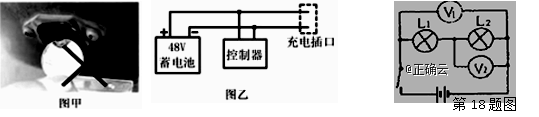 图甲
+ -
48V
蓄电池
控制器
充电插口
图乙
V₁
L₁
L₂
V₂
@正确云
第18题图